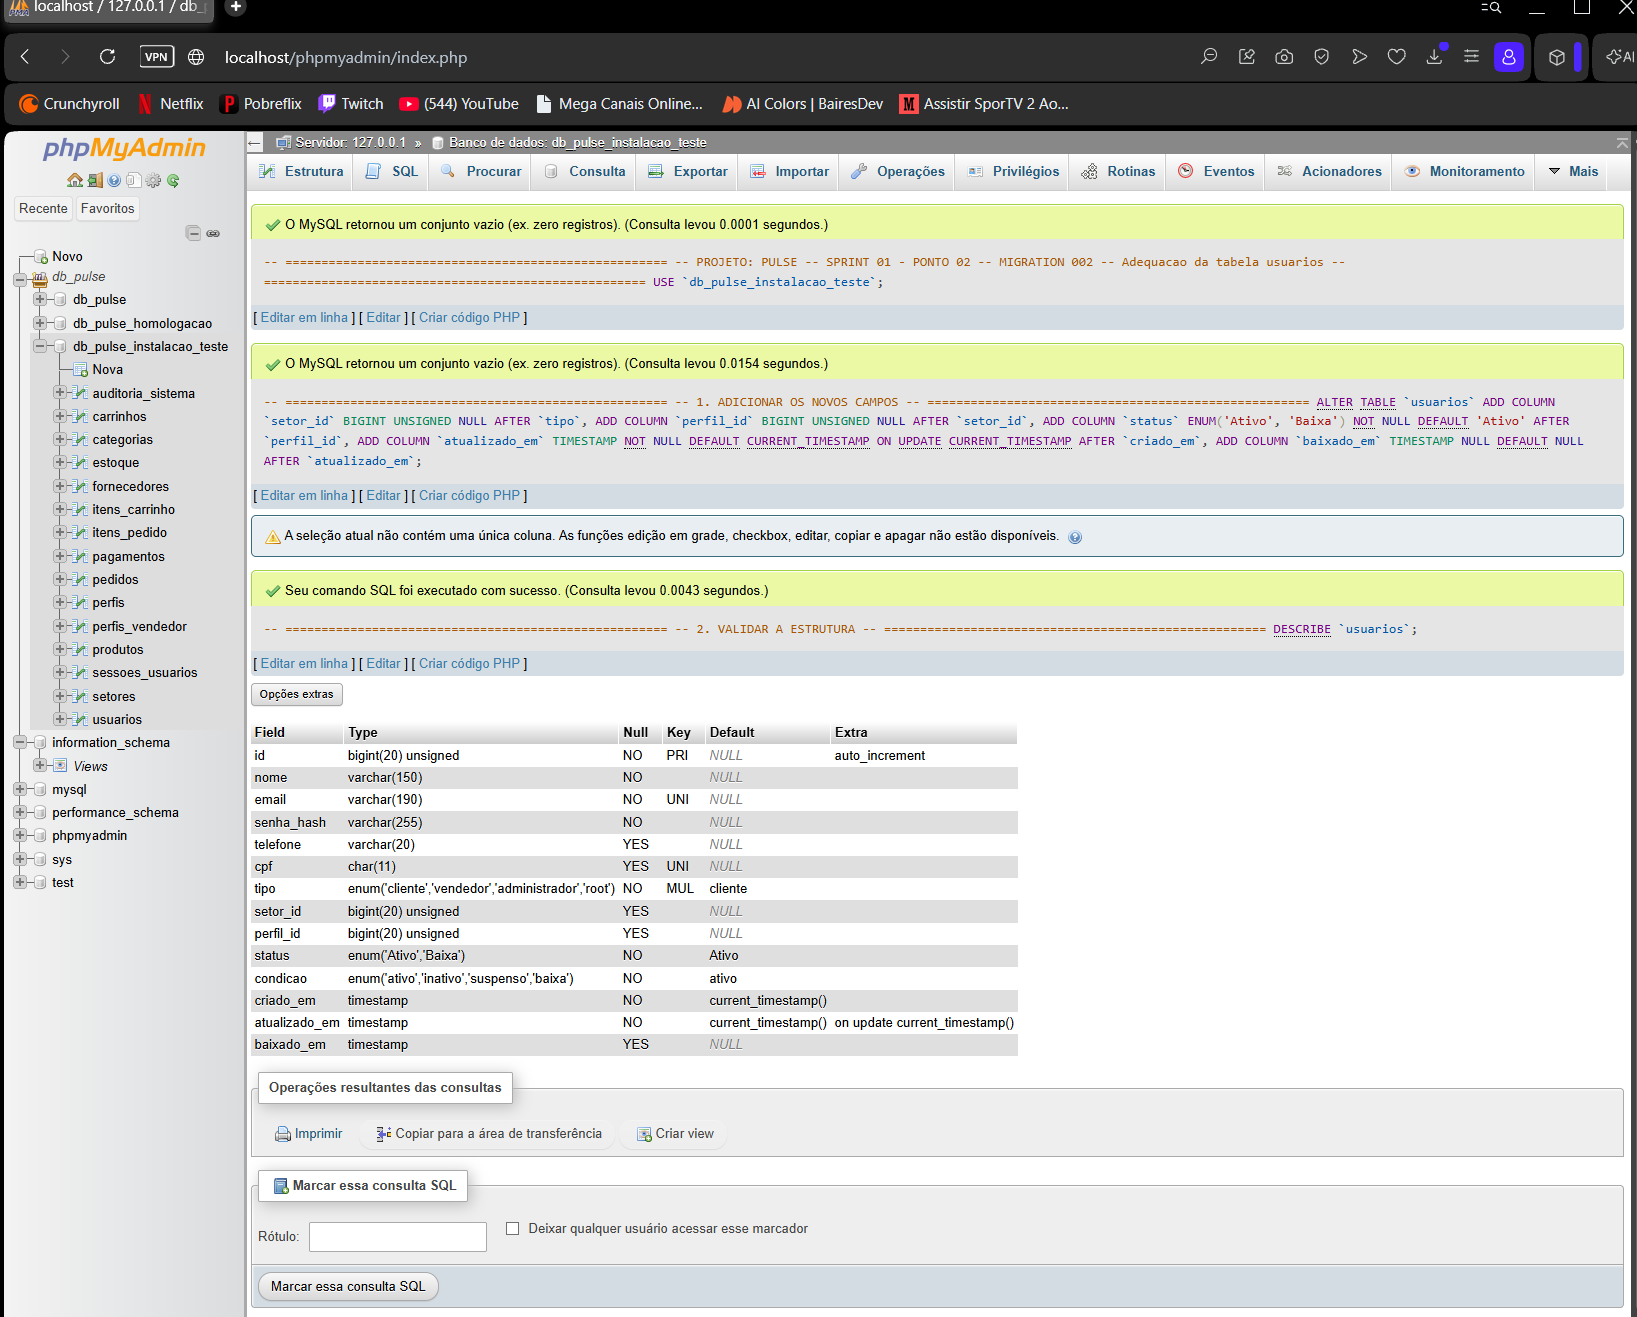 localhost / 127.0.0.1 / db_
VPN
localhost/phpmyadmin/index.php
AI
Crunchyroll
Netflix
Pobreflix
Twitch
(544) YouTube
Mega Canais Online...
AI Colors | BairesDev
Assistir SporTV 2 Ao...
phpMyAdmin
Recente
Favoritos
Novo
db_pulse
db_pulse
db_pulse_homologacao
db_pulse_instalacao_teste
Nova
auditoria_sistema
carrinhos
categorias
estoque
fornecedores
itens_carrinho
itens_pedido
pagamentos
pedidos
perfis
perfis_vendedor
produtos
sessoes_usuarios
setores
usuarios
information_schema
Views
mysql
performance_schema
phpmyadmin
sys
test
Servidor: 127.0.0.1 » Banco de dados: db_pulse_instalacao_teste
Estrutura
SQL
Procurar
Consulta
Exportar
Importar
Operações
Privilégios
Rotinas
Eventos
Acionadores
Monitoramento
Mais
O MySQL retornou um conjunto vazio (ex. zero registros). (Consulta levou 0.0001 segundos.)
-- ===================================================== -- PROJETO: PULSE -- SPRINT 01 - PONTO 02 -- MIGRATION 002 -- Adequacao da tabela usuarios --
===================================================== USE `db_pulse_instalacao_teste`;
[ Editar em linha ] [ Editar ] [ Criar código PHP ]
O MySQL retornou um conjunto vazio (ex. zero registros). (Consulta levou 0.0154 segundos.)
-- ===================================================== -- 1. ADICIONAR OS NOVOS CAMPOS -- ===================================================== ALTER TABLE `usuarios` ADD COLUMN
`setor_id` BIGINT UNSIGNED NULL AFTER `tipo`, ADD COLUMN `perfil_id` BIGINT UNSIGNED NULL AFTER `setor_id`, ADD COLUMN `status` ENUM('Ativo', 'Baixa') NOT NULL DEFAULT 'Ativo' AFTER
`perfil_id`, ADD COLUMN `atualizado_em` TIMESTAMP NOT NULL DEFAULT CURRENT_TIMESTAMP ON UPDATE CURRENT_TIMESTAMP AFTER `criado_em`, ADD COLUMN `baixado_em` TIMESTAMP NULL DEFAULT NULL
AFTER `atualizado_em`;
[ Editar em linha ] [ Editar ] [ Criar código PHP ]
A seleção atual não contém uma única coluna. As funções edição em grade, checkbox, editar, copiar e apagar não estão disponíveis.
Seu comando SQL foi executado com sucesso. (Consulta levou 0.0043 segundos.)
-- ===================================================== -- 2. VALIDAR A ESTRUTURA -- ===================================================== DESCRIBE `usuarios`;
[ Editar em linha ] [ Editar ] [ Criar código PHP ]
Opções extras
Field Type Null Key Default Extra
id bigint(20) unsigned NO PRI NULL auto_increment
nome varchar(150) NO NULL
email varchar(190) NO UNI NULL
senha_hash varchar(255) NO NULL
telefone varchar(20) YES NULL
cpf char(11) YES UNI NULL
tipo enum('cliente','vendedor','administrador','root') NO MUL cliente
setor_id bigint(20) unsigned YES NULL
perfil_id bigint(20) unsigned YES NULL
status enum('Ativo','Baixa') NO Ativo
condicao enum('ativo','inativo','suspenso','baixa') NO ativo
criado_em timestamp NO current_timestamp()
atualizado_em timestamp NO current_timestamp() on update current_timestamp()
baixado_em timestamp YES NULL
Operações resultantes das consultas
Imprimir
Copiar para a área de transferência
Criar view
Marcar essa consulta SQL
Rótulo:
Deixar qualquer usuário acessar esse marcador
Marcar essa consulta SQL